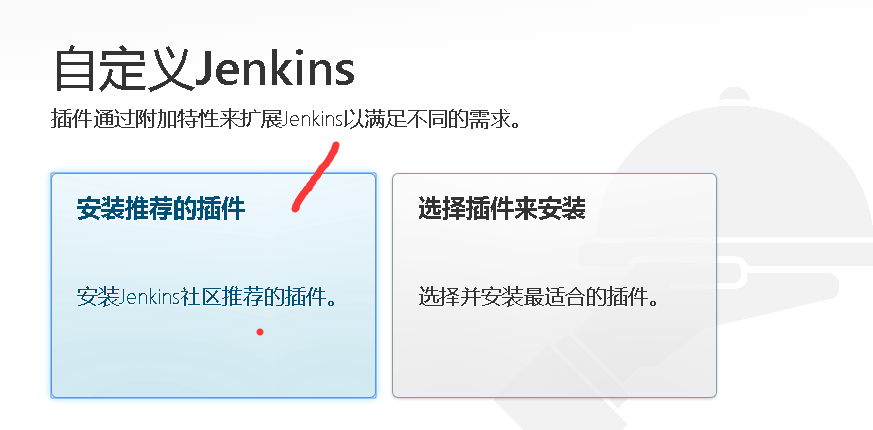 自定义Jenkins
插件通过附加特性来扩展Jenkins以满足不同的需求。
安装推荐的插件
安装Jenkins社区推荐的插件。
选择插件来安装
选择并安装最适合的插件。